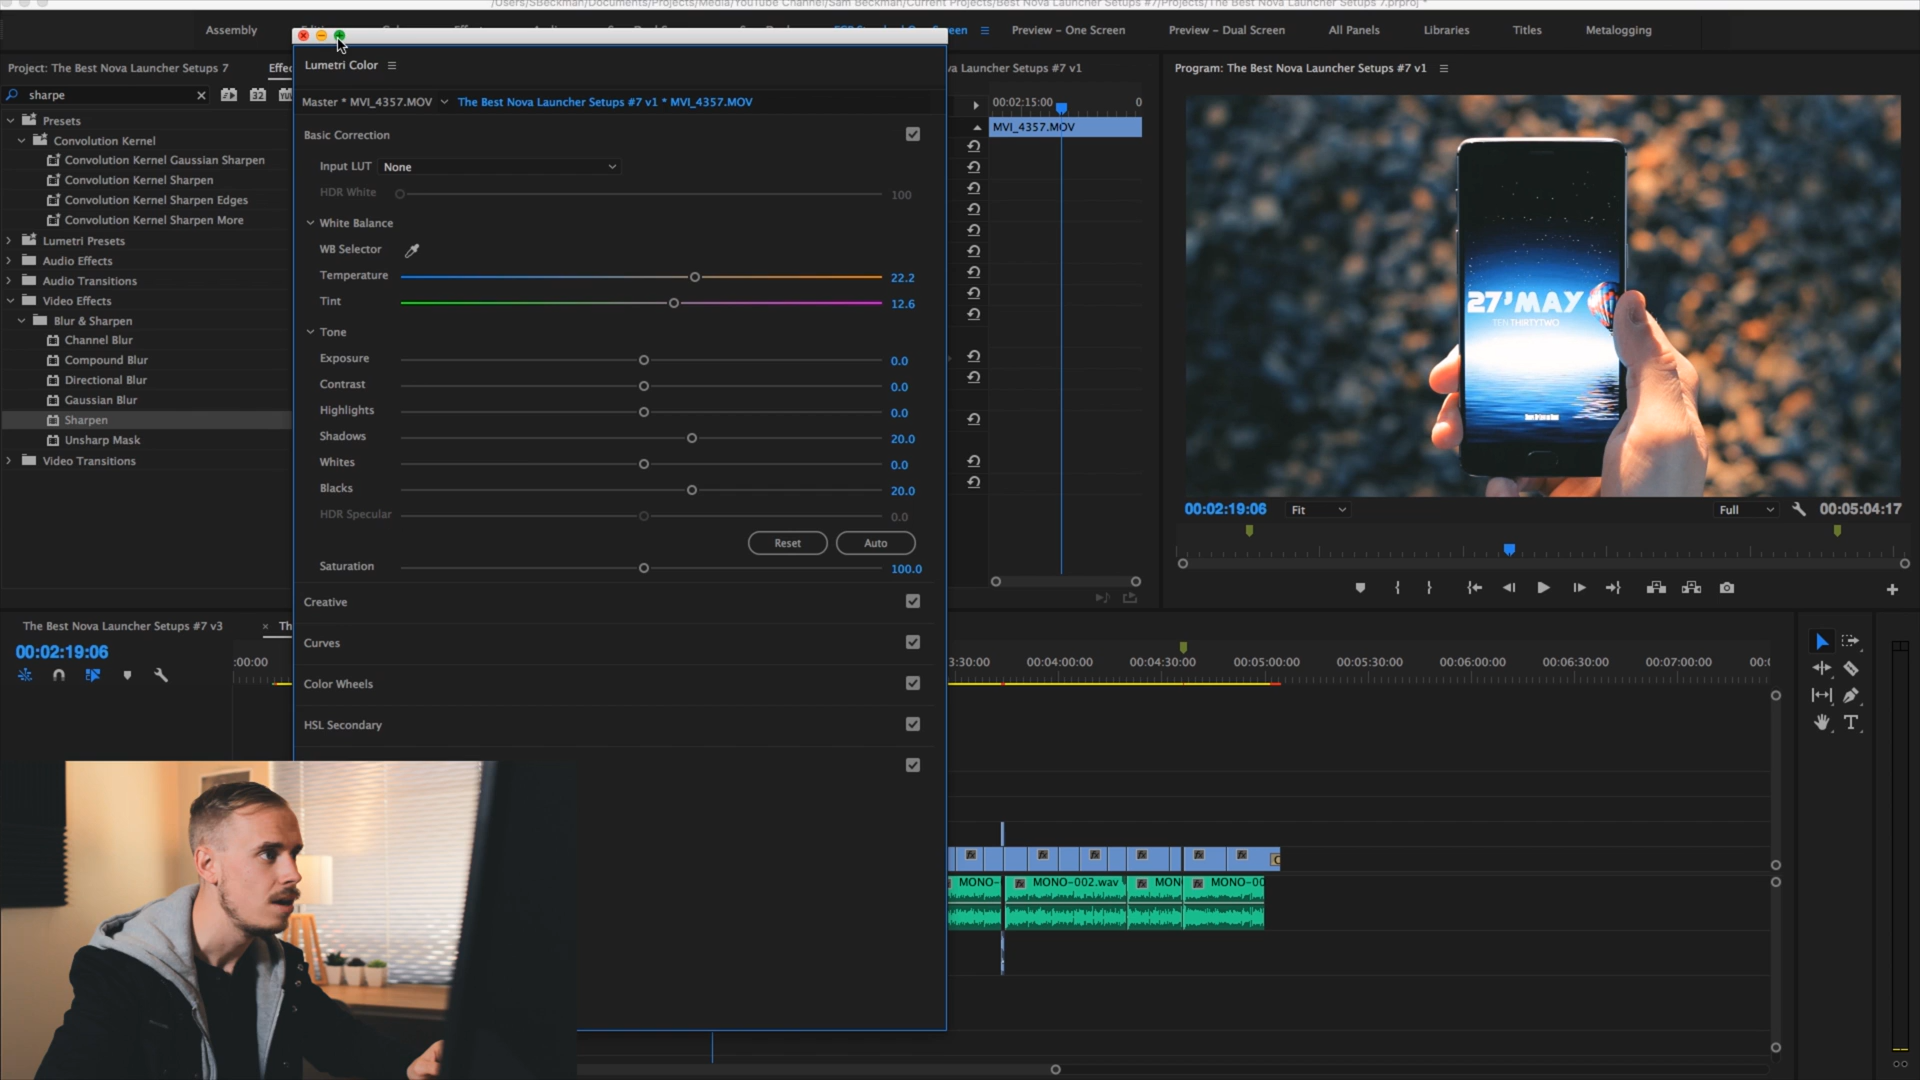 /Users/SBeckman/Documents/Projects/Media/YouTube Channel/Sam Beckman/Current Projects/Best Nova Launcher Setups #7/Projects/The Best Nova Launcher Setups 7.prproj *
Assembly
Screen
Preview – One Screen
Preview – Dual Screen
All Panels
Libraries
Titles
Metalogging
Project: The Best Nova Launcher Setups 7
Effec
sharpe
32
YUV
Presets
Convolution Kernel
Convolution Kernel Gaussian Sharpen
Convolution Kernel Sharpen
Convolution Kernel Sharpen Edges
Convolution Kernel Sharpen More
Lumetri Presets
Audio Effects
Audio Transitions
Video Effects
Blur & Sharpen
Channel Blur
Compound Blur
Directional Blur
Gaussian Blur
Sharpen
Unsharp Mask
Video Transitions
Lumetri Color
Master * MVI_4357.MOV
The Best Nova Launcher Setups #7 v1 * MVI_4357.MOV
Basic Correction
Input LUT None
HDR White 100
White Balance
WB Selector
Temperature 22.2
Tint 12.6
Tone
Exposure 0.0
Contrast 0.0
Highlights 0.0
Shadows 20.0
Whites 0.0
Blacks 20.0
HDR Specular 0.0
Reset
Auto
Saturation 100.0
Creative
Curves
Color Wheels
HSL Secondary
a Launcher Setups #7 v1
00:02:15:00
0
MVI_4357.MOV
Program: The Best Nova Launcher Setups #7 v1
27'MAY
TEN THIRTYTWO
00:02:19:06
Fit
Full
00:05:04:17
The Best Nova Launcher Setups #7 v3
× Th
00:02:19:06
:00:00
3:30:00
00:04:00:00
00:04:30:00
00:05:00:00
00:05:30:00
00:06:00:00
00:06:30:00
00:07:00:00
00:0
MONO-
MONO-002.wav
MON
MONO-00
T